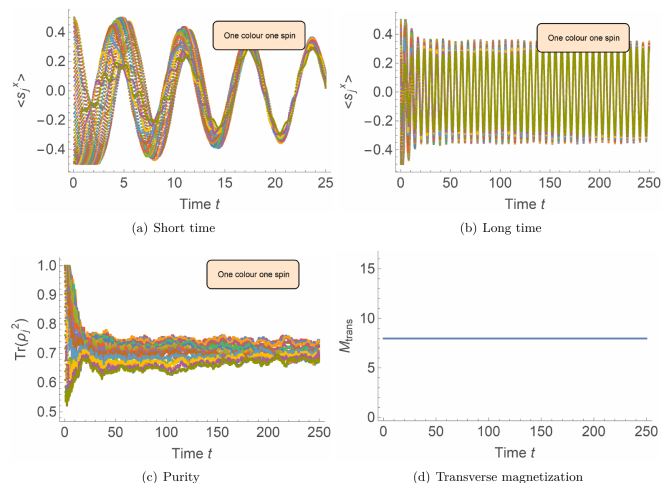 One colour one spin
<s_j^x>
0.4
0.2
0.0
-0.2
-0.4
0 5 10 15 20 25
Time t
(a) Short time
One colour one spin
<s_j^x>
0.4
0.2
0.0
-0.2
-0.4
0 50 100 150 200 250
Time t
(b) Long time
One colour one spin
Tr(ρ_j^2)
1.0
0.9
0.8
0.7
0.6
0.5
0 50 100 150 200 250
Time t
(c) Purity
M_trans
15
10
5
0
0 50 100 150 200 250
Time t
(d) Transverse magnetization